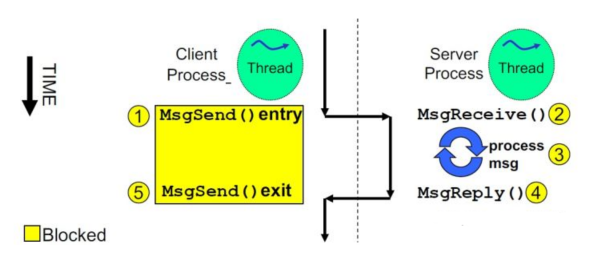 TIME
Client
Process_
Thread
Server
Process
Thread
1 MsgSend() entry
MsgReceive() 2
process
msg
3
5 MsgSend() exit
MsgReply() 4
Blocked